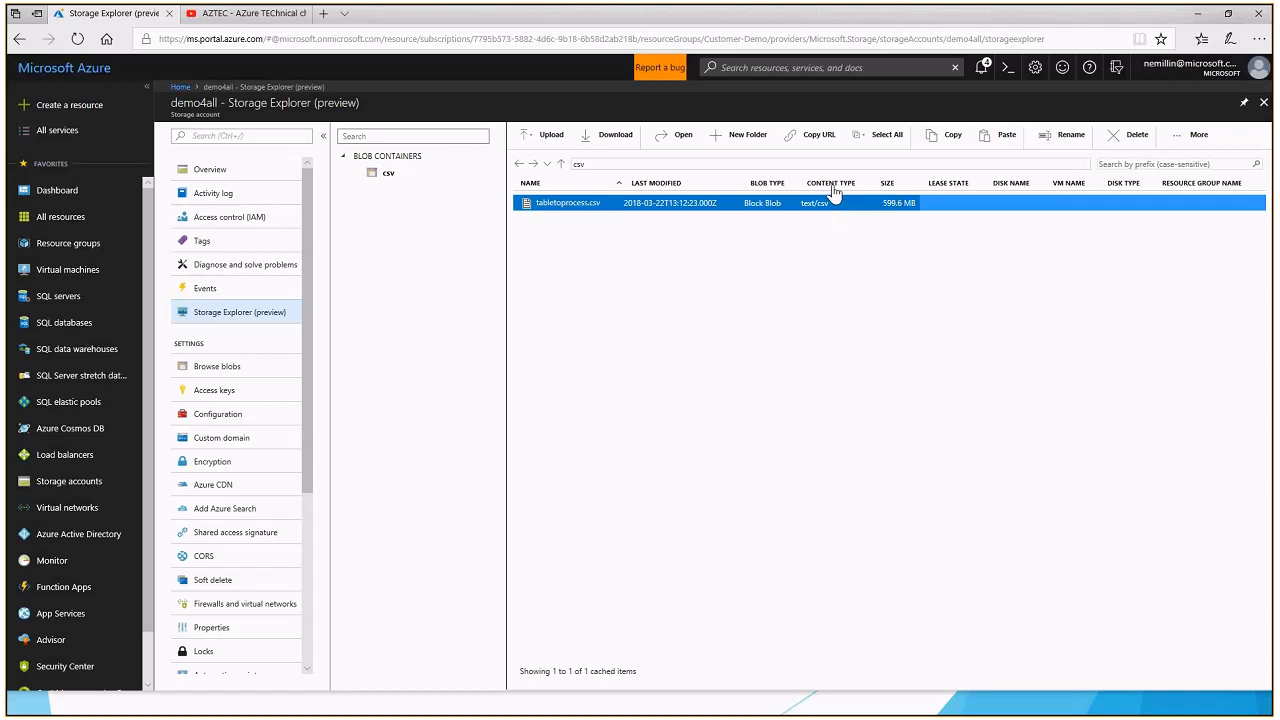 Storage Explorer (previe
AZTEC - Azure TEchnical ch
https://ms.portal.azure.com/#@microsoft.onmicrosoft.com/resource/subscriptions/7795b573-5882-4d6c-9b18-6b58d2ab218b/resourceGroups/Customer-Demo/providers/Microsoft.Storage/storageAccounts/demo4all/storageexplorer
Microsoft Azure
Report a bug
Search resources, services, and docs
4
nemillin@microsoft.c...
MICROSOFT
Home
demo4all - Storage Explorer (preview)
demo4all - Storage Explorer (preview)
Storage account
Create a resource
All services
FAVORITES
Dashboard
All resources
Resource groups
Virtual machines
SQL servers
SQL databases
SQL data warehouses
SQL Server stretch dat...
SQL elastic pools
Azure Cosmos DB
Load balancers
Storage accounts
Virtual networks
Azure Active Directory
Monitor
Function Apps
App Services
Advisor
Security Center
Search (Ctrl+/)
Overview
Activity log
Access control (IAM)
Tags
Diagnose and solve problems
Events
Storage Explorer (preview)
SETTINGS
Browse blobs
Access keys
Configuration
Custom domain
Encryption
Azure CDN
Add Azure Search
Shared access signature
CORS
Soft delete
Firewalls and virtual networks
Properties
Locks
Search
BLOB CONTAINERS
csv
Upload Download Open New Folder Copy URL Select All Copy Paste Rename Delete More
csv
Search by prefix (case-sensitive)
NAME LAST MODIFIED BLOB TYPE CONTENT TYPE SIZE LEASE STATE DISK NAME VM NAME DISK TYPE RESOURCE GROUP NAME
tabletoprocess.csv 2018-03-22T13:12:23.000Z Block Blob text/csv 599.6 MB
Showing 1 to 1 of 1 cached items